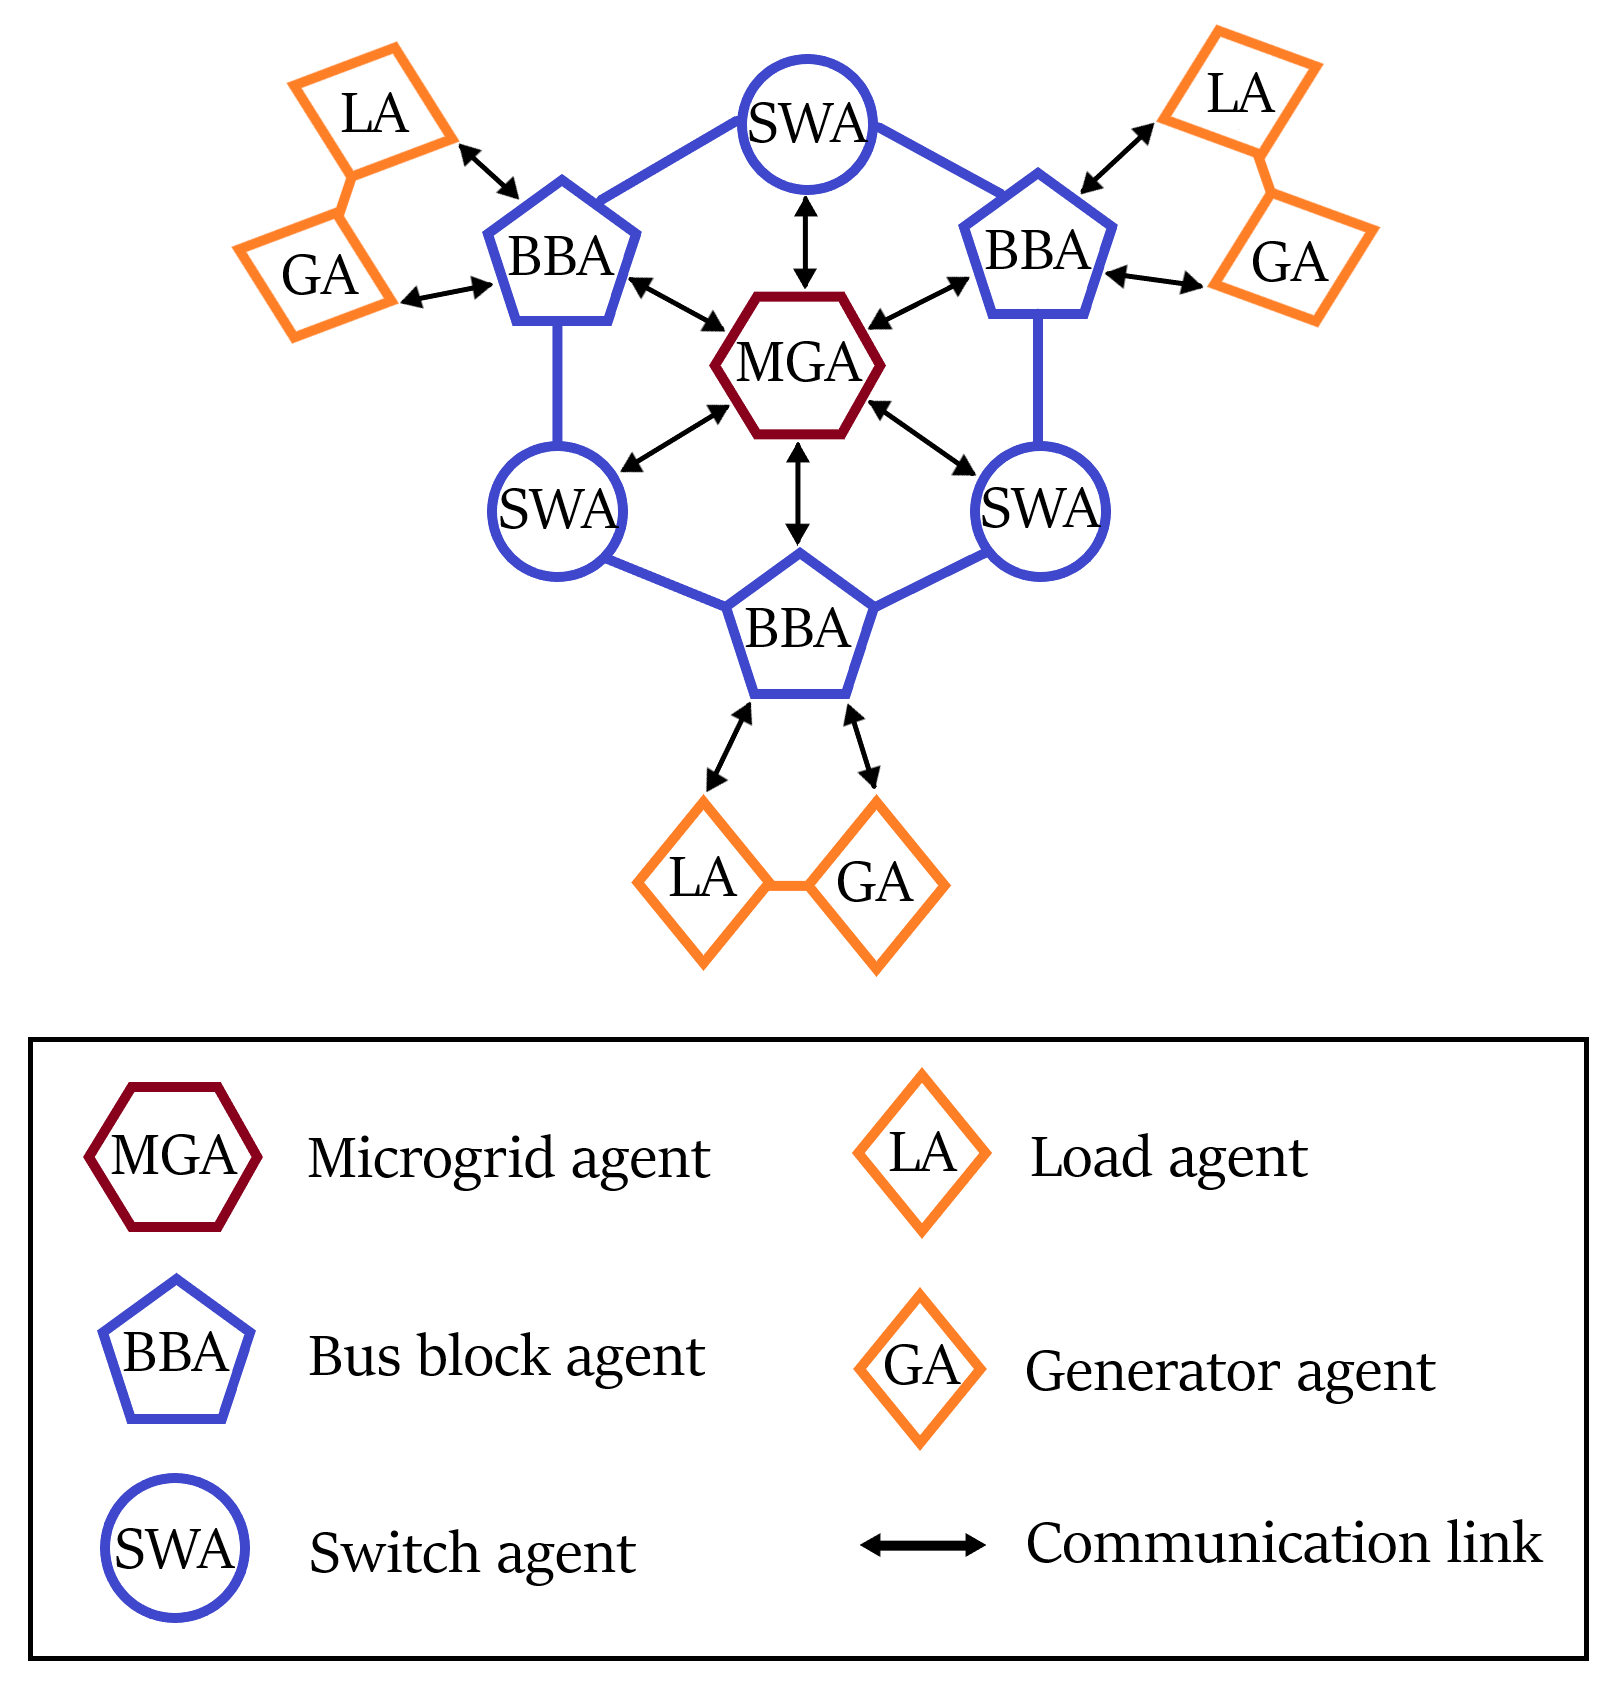 LA
SWA
LA
BBA
BBA
GA
GA
MGA
SWA
SWA
BBA
LA
GA
MGA
Microgrid agent
LA
Load agent
BBA
Bus block agent
GA
Generator agent
SWA
Switch agent
Communication link